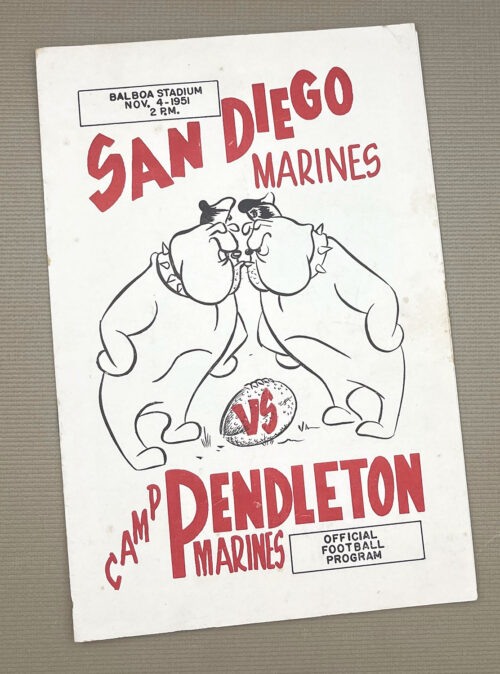 BALBOA STADIUM
NOV. 4-1951
2 P.M.
SAN DIEGO
MARINES
VS
CAMP PENDLETON
MARINES
OFFICIAL
FOOTBALL
PROGRAM